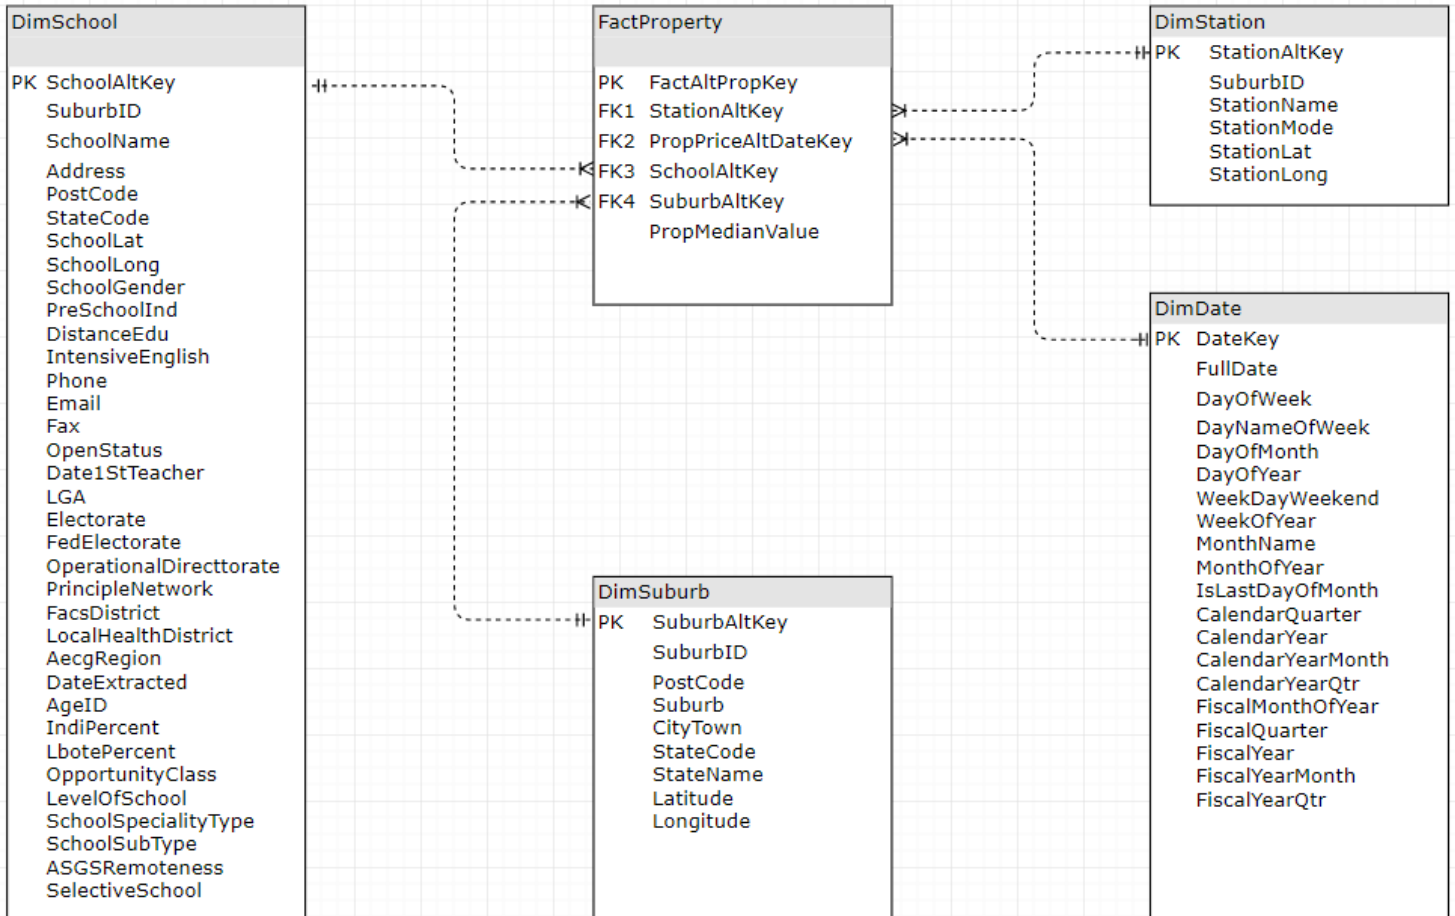 DimSchool
PK SchoolAltKey
SuburbID
SchoolName
Address
PostCode
StateCode
SchoolLat
SchoolLong
SchoolGender
PreSchoolInd
DistanceEdu
IntensiveEnglish
Phone
Email
Fax
OpenStatus
Date1StTeacher
LGA
Electorate
FedElectorate
OperationalDirecttorate
PrincipleNetwork
FacsDistrict
LocalHealthDistrict
AecgRegion
DateExtracted
AgeID
IndiPercent
LbotePercent
OpportunityClass
LevelOfSchool
SchoolSpecialityType
SchoolSubType
ASGSRemoteness
SelectiveSchool
FactProperty
PK FactAltPropKey
FK1 StationAltKey
FK2 PropPriceAltDateKey
FK3 SchoolAltKey
FK4 SuburbAltKey
PropMedianValue
DimSuburb
PK SuburbAltKey
SuburbID
PostCode
Suburb
CityTown
StateCode
StateName
Latitude
Longitude
DimStation
PK StationAltKey
SuburbID
StationName
StationMode
StationLat
StationLong
DimDate
PK DateKey
FullDate
DayOfWeek
DayNameOfWeek
DayOfMonth
DayOfYear
WeekDayWeekend
WeekOfYear
MonthName
MonthOfYear
IsLastDayOfMonth
CalendarQuarter
CalendarYear
CalendarYearMonth
CalendarYearQtr
FiscalMonthOfYear
FiscalQuarter
FiscalYear
FiscalYearMonth
FiscalYearQtr